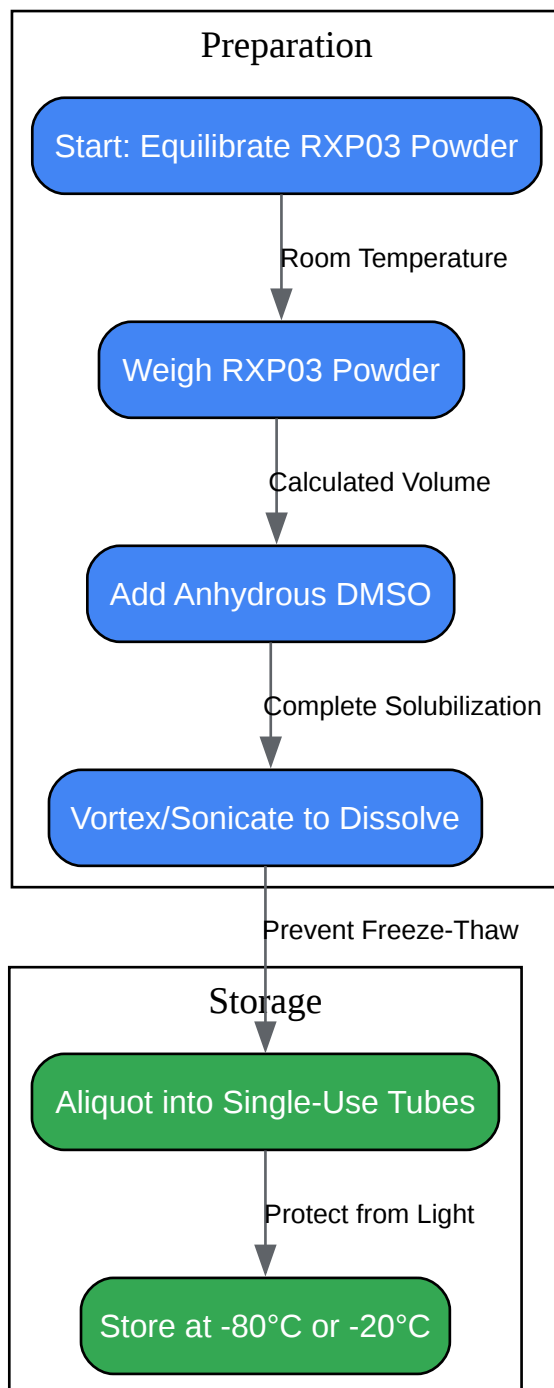 Preparation
Start: Equilibrate RXP03 Powder
Room Temperature
Weigh RXP03 Powder
Calculated Volume
Add Anhydrous DMSO
Complete Solubilization
Vortex/Sonicate to Dissolve
Prevent Freeze-Thaw
Storage
Aliquot into Single-Use Tubes
Protect from Light
Store at -80°C or -20°C